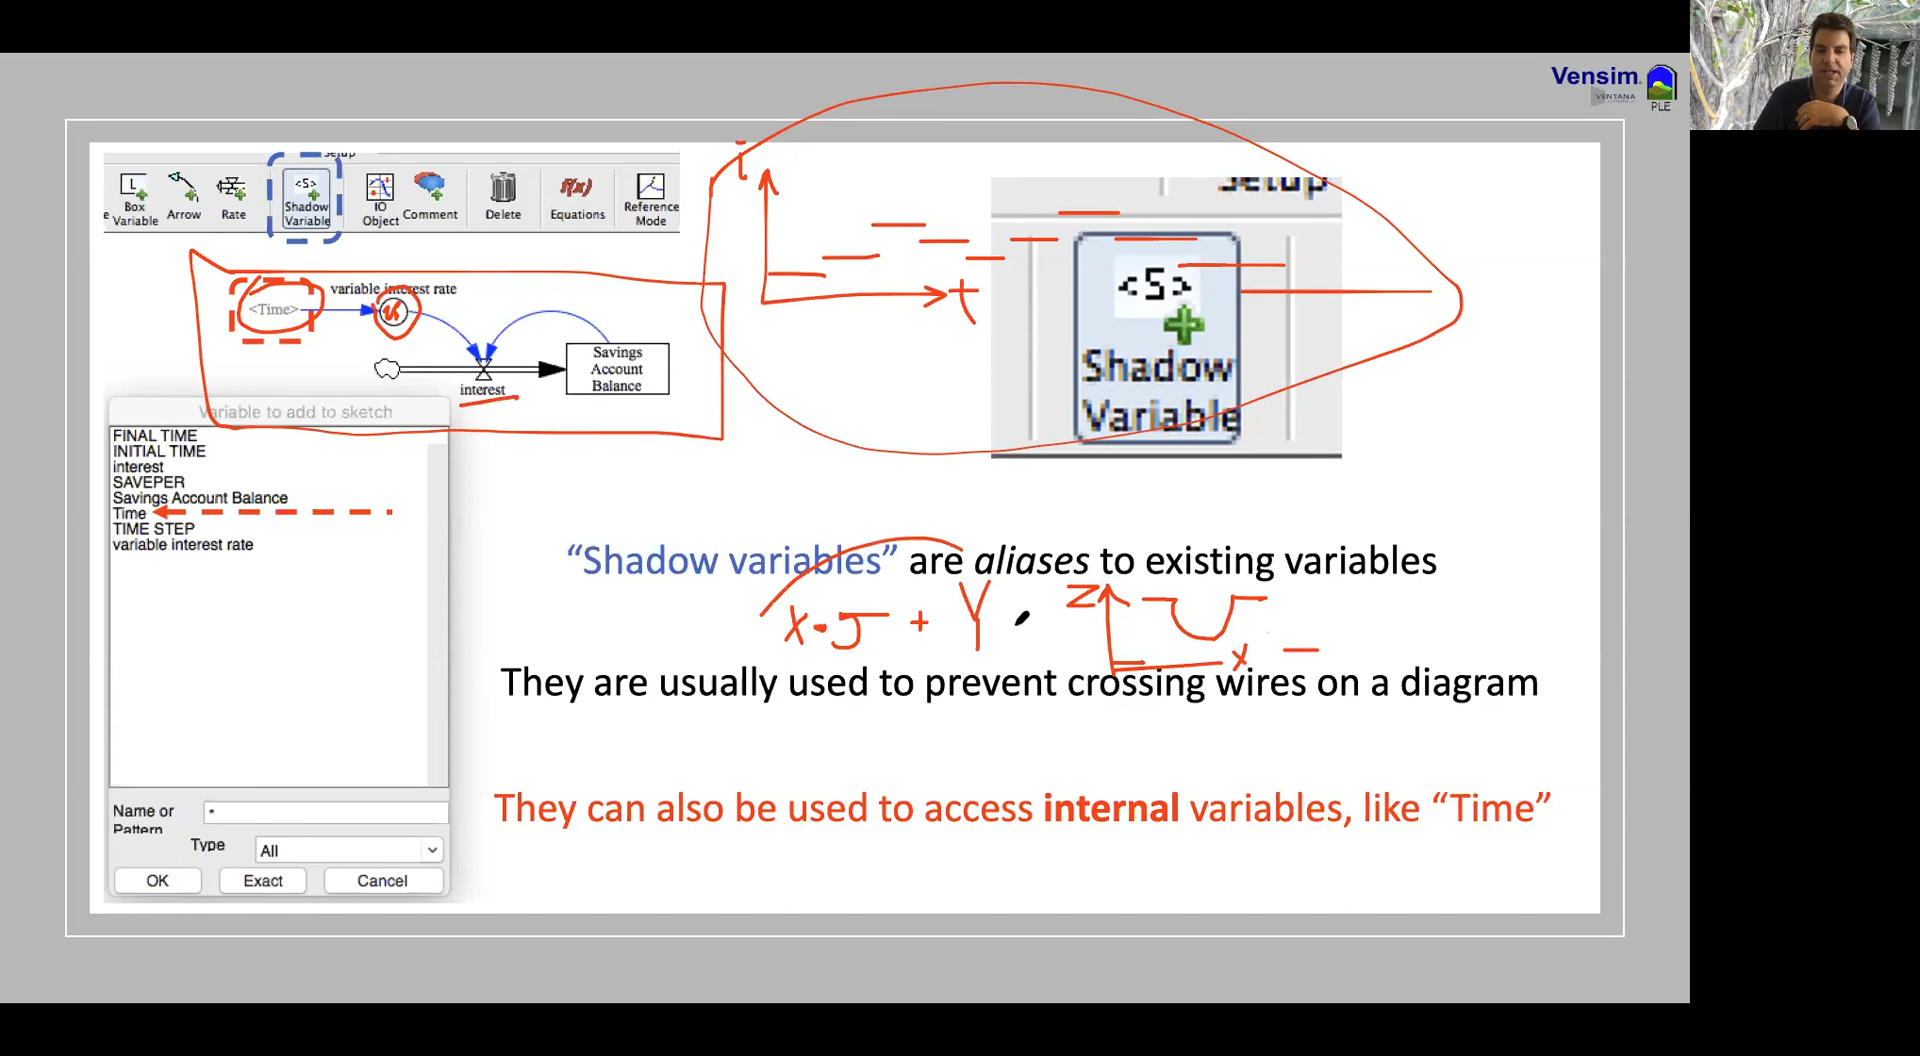 Vensim
VENTANA
PLE
Setup
Box Variable
Arrow
Rate
<S>
Shadow Variable
IO Object
Comment
Delete
f(x)
Equations
Reference Mode
i
t
Setup
<S>
Shadow
Variable
<Time>
variable interest rate
interest
Savings
Account
Balance
Variable to add to sketch
FINAL TIME
INITIAL TIME
interest
SAVEPER
Savings Account Balance
Time
TIME STEP
variable interest rate
Name or
Pattern
*
Type
All
OK
Exact
Cancel
“Shadow variables” are aliases to existing variables
X · 5 + Y · Z
X
They are usually used to prevent crossing wires on a diagram
They can also be used to access internal variables, like “Time”